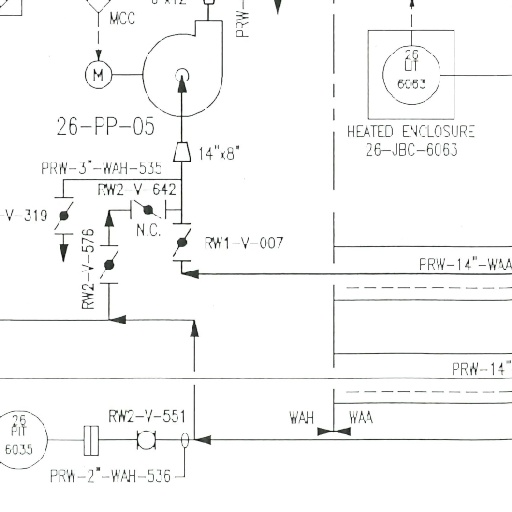 MCC
PRW-
M
26
LIT
6063
26-PP-05
HEATED ENCLOSURE
26-JBC-6063
14"x8"
PRW-3"-WAH-535
RW2-V-642
-V-319
N.C.
RW2-V-576
RW1-V-007
PRW-14"-WAA
PRW-14"
26
PIT
6035
RW2-V-551
WAH
WAA
PRW-2"-WAH-536